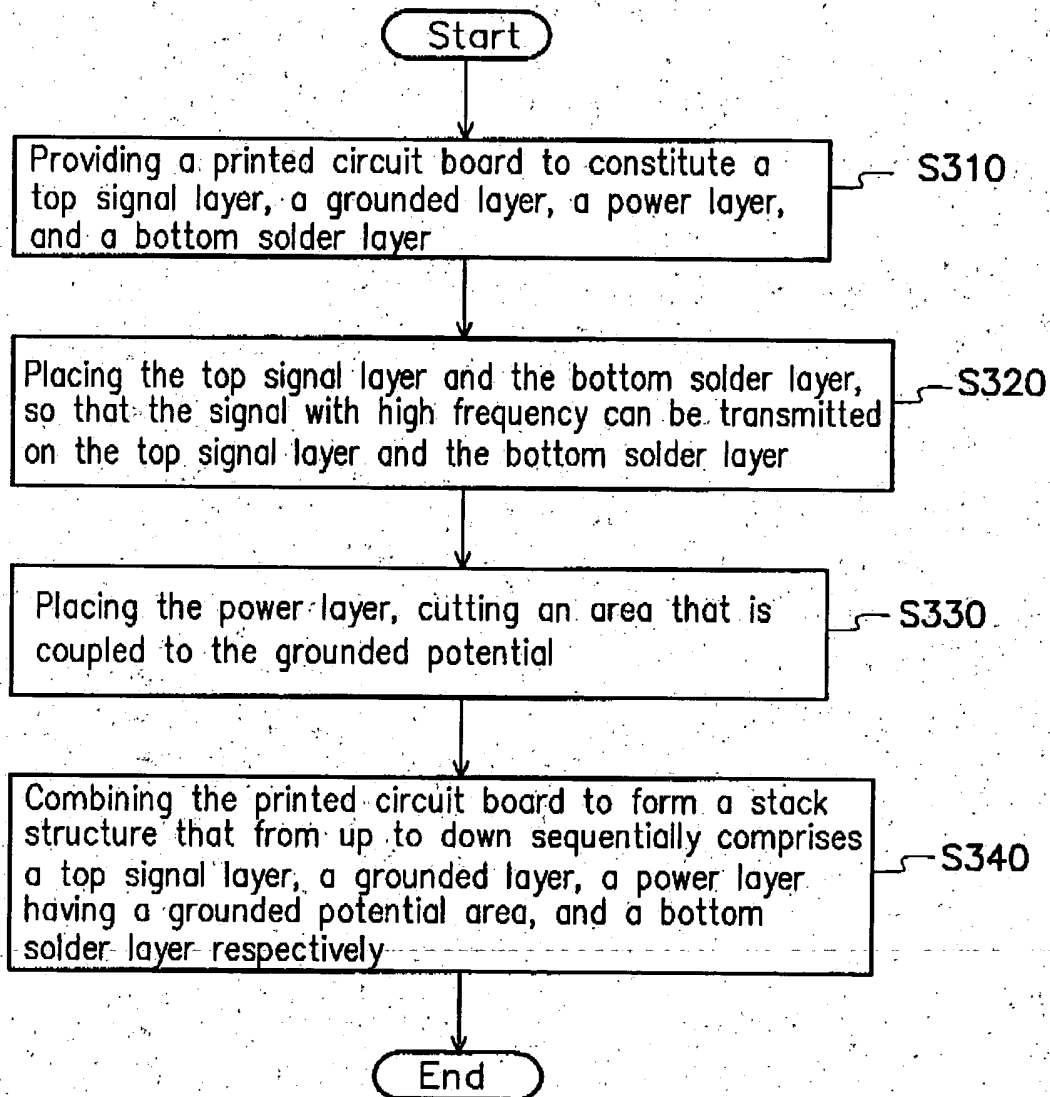 Start
Providing a printed circuit board to constitute a
top signal layer, a grounded layer, a power layer,
and a bottom solder layer
S310
Placing the top signal layer and the bottom solder layer,
so that the signal with high frequency can be transmitted
on the top signal layer and the bottom solder layer
S320
Placing the power layer, cutting an area that is
coupled to the grounded potential
S330
Combining the printed circuit board to form a stack
structure that from up to down sequentially comprises
a top signal layer, a grounded layer, a power layer
having a grounded potential area, and a bottom
solder layer respectively
S340
End